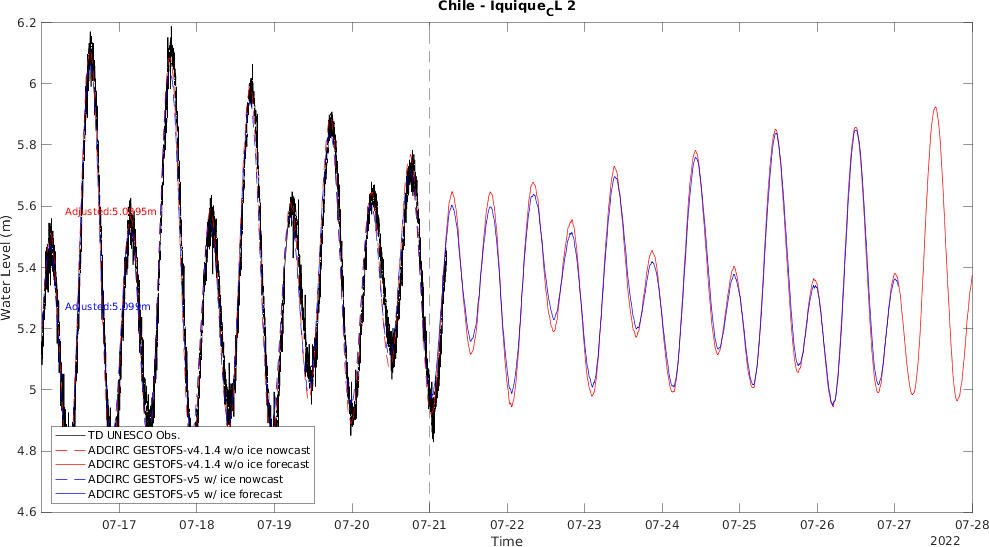 Chile - Iquique_CL 2
6.2
6
5.8
5.6
5.4
5.2
5
4.8
4.6
Water Level (m)
Adjusted:5.0995m
Adjusted:5.099m
TD UNESCO Obs.
ADCIRC GESTOFS-v4.1.4 w/o ice nowcast
ADCIRC GESTOFS-v4.1.4 w/o ice forecast
ADCIRC GESTOFS-v5 w/ ice nowcast
ADCIRC GESTOFS-v5 w/ ice forecast
07-17 07-18 07-19 07-20 07-21 07-22 07-23 07-24 07-25 07-26 07-27 07-28
Time
2022